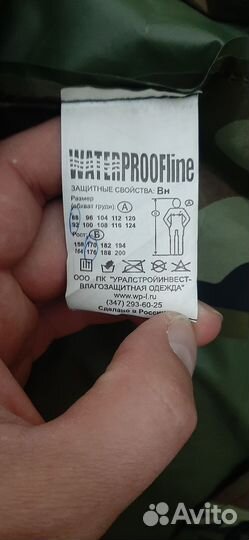 WATERPROOFline
ЗАЩИТНЫЕ СВОЙСТВА: Вн
Размер
(обхват груди): A
88 96 104 112 120
92 100 108 116 124
Рост: B
158 170 182 194
164 176 188 200
A
B
ООО ПК "УРАЛСТРОЙИНВЕСТ-
ВЛАГОЗАЩИТНАЯ ОДЕЖДА"
www.wp-l.ru
(347) 293-60-25
Сделано в России
Avito